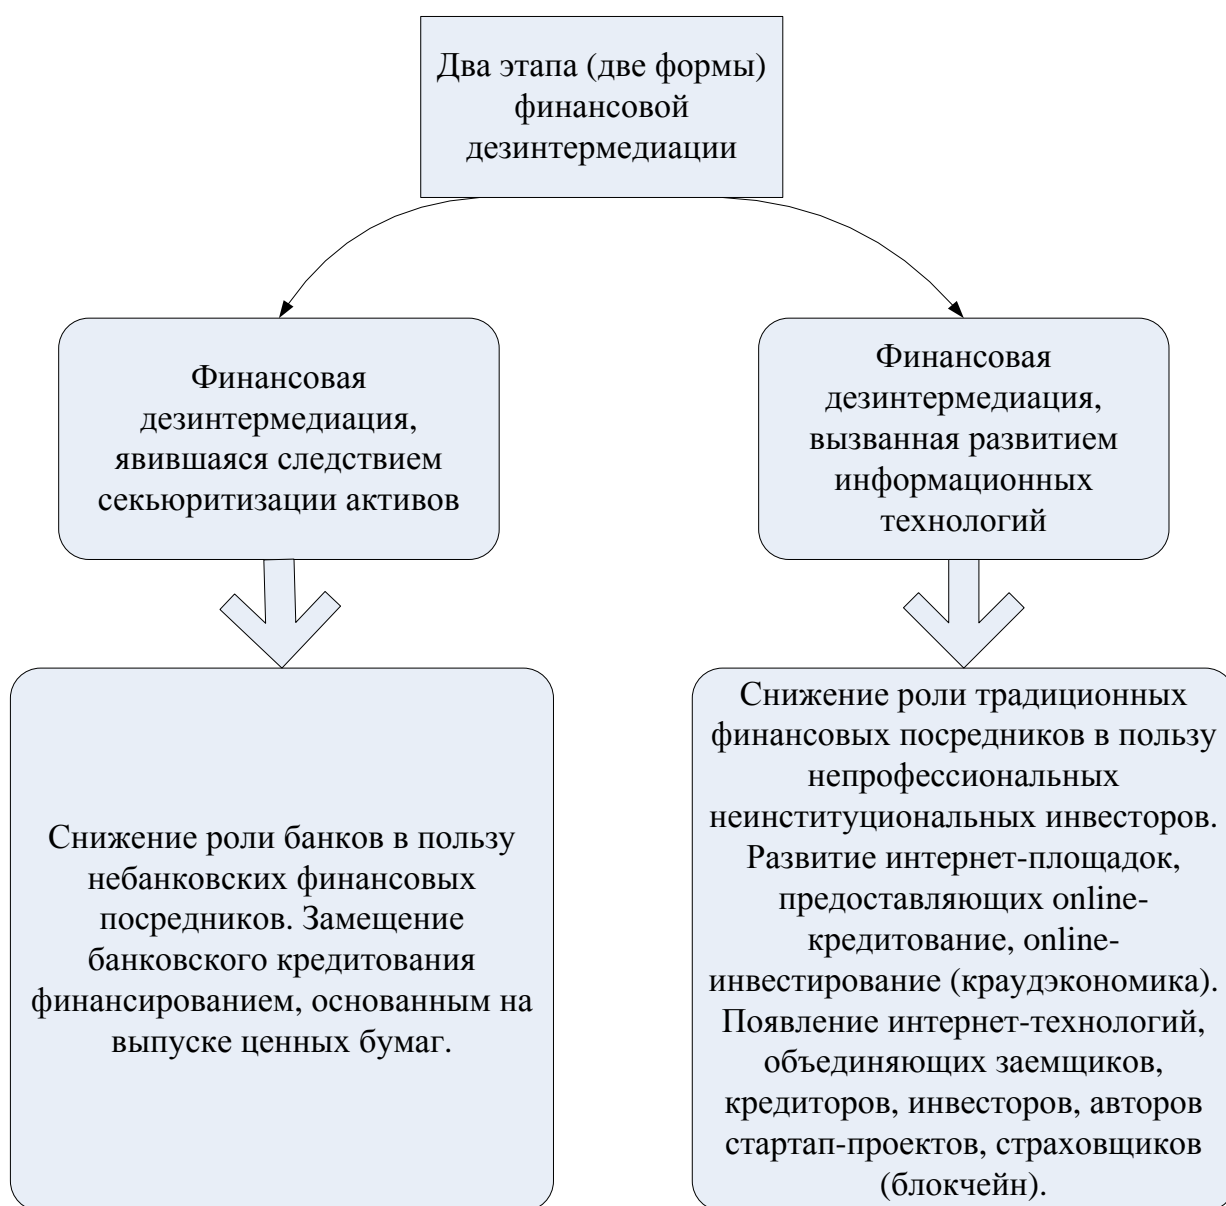 Два этапа (две формы)
финансовой
дезинтермедиации
Финансовая
дезинтермедиация,
явившаяся следствием
секьюритизации активов
Финансовая
дезинтермедиация,
вызванная развитием
информационных
технологий
Снижение роли банков в пользу
небанковских финансовых
посредников. Замещение
банковского кредитования
финансированием, основанным на
выпуске ценных бумаг.
Снижение роли традиционных
финансовых посредников в пользу
непрофессиональных
неинституциональных инвесторов.
Развитие интернет-площадок,
предоставляющих online-
кредитование, online-
инвестирование (краудэкономика).
Появление интернет-технологий,
объединяющих заемщиков,
кредиторов, инвесторов, авторов
стартап-проектов, страховщиков
(блокчейн).